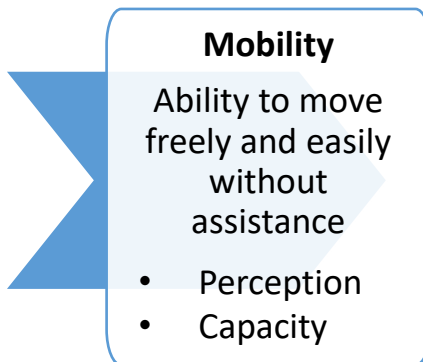 Mobility
Ability to move
freely and easily
without
assistance
• Perception
• Capacity